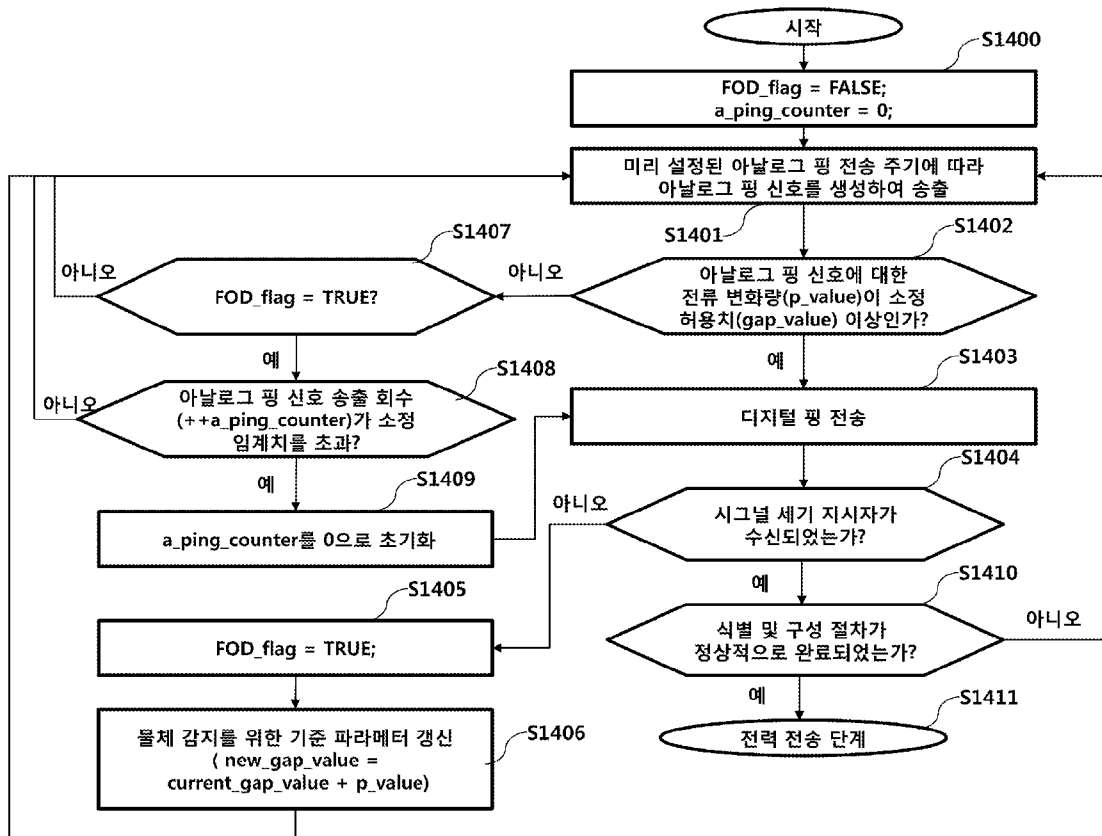 시작
S1400
FOD_flag = FALSE;
a_ping_counter = 0;
미리 설정된 아날로그 핑 전송 주기에 따라
아날로그 핑 신호를 생성하여 송출
S1401
S1402
S1407
아니오
FOD_flag = TRUE?
아니오
아날로그 핑 신호에 대한
전류 변화량(p_value)이 소정
허용치(gap_value) 이상인가?
예
예
S1403
S1408
아니오
아날로그 핑 신호 송출 회수
(++a_ping_counter)가 소정
임계치를 초과?
디지털 핑 전송
예
S1409
S1404
아니오
a_ping_counter를 0으로 초기화
시그널 세기 지시자가
수신되었는가?
예
S1410
S1405
FOD_flag = TRUE;
식별 및 구성 절차가
정상적으로 완료되었는가?
아니오
예
S1411
물체 감지를 위한 기준 파라메터 갱신
( new_gap_value =
current_gap_value + p_value)
S1406
전력 전송 단계